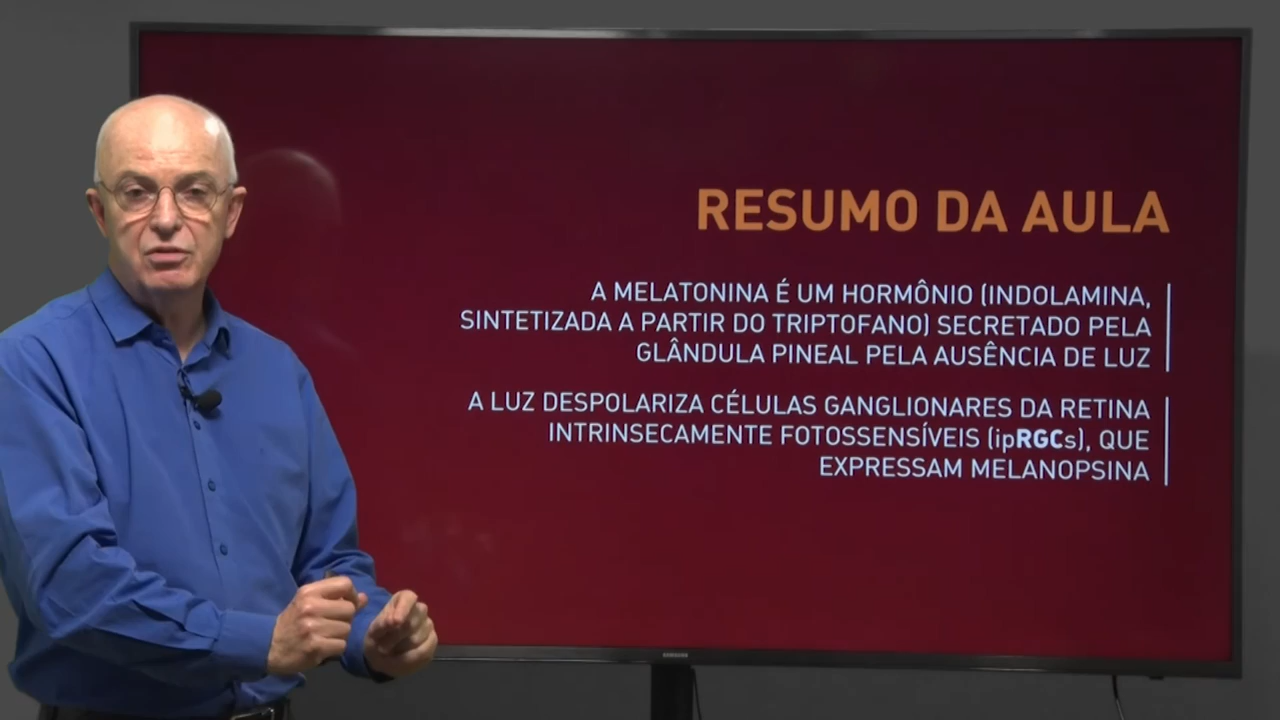 RESUMO DA AULA
A MELATONINA É UM HORMÔNIO (INDOLAMINA,
SINTETIZADA A PARTIR DO TRIPTOFANO) SECRETADO PELA
GLÂNDULA PINEAL PELA AUSÊNCIA DE LUZ
A LUZ DESPOLARIZA CÉLULAS GANGLIONARES DA RETINA
INTRINSECAMENTE FOTOSSENSÍVEIS (ipRGCs), QUE
EXPRESSAM MELANOPSINA
SAMSUNG